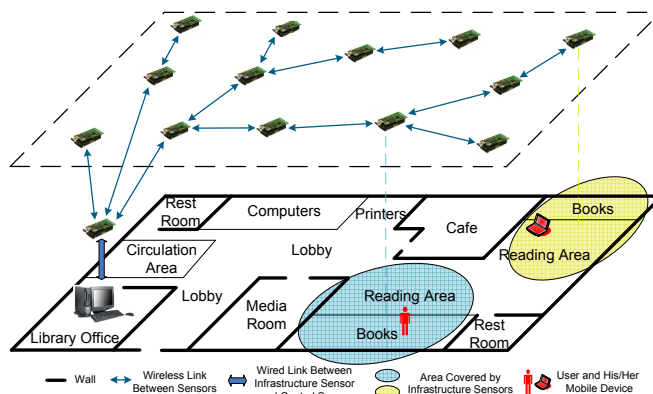 Rest
Room
Computers
Printers
Cafe
Books
Reading Area
Circulation
Area
Lobby
Lobby
Media
Room
Reading Area
Books
Rest
Room
Library Office
Wall
Wireless Link
Between Sensors
Wired Link Between
Infrastructure Sensor
Area Covered by
Infrastructure Sensors
User and His/Her
Mobile Device